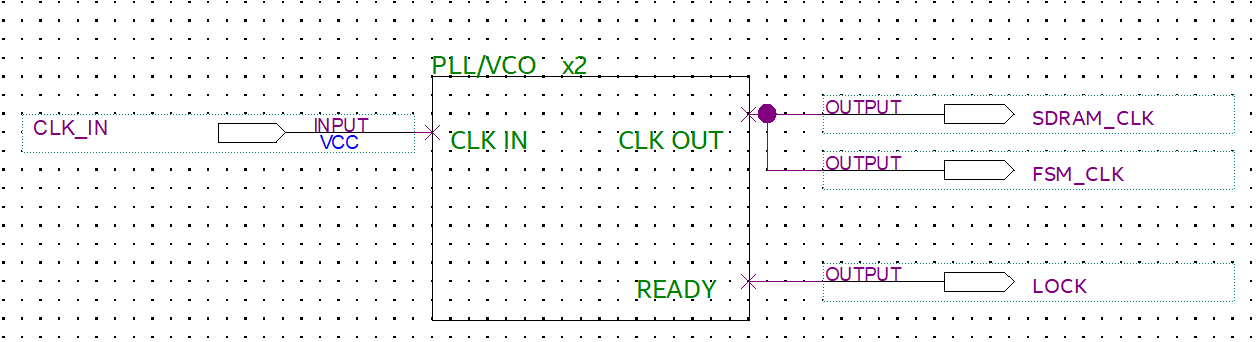 PLL/VCO x2
CLK_IN
INPUT
VCC
CLK IN
CLK OUT
OUTPUT
SDRAM_CLK
OUTPUT
FSM_CLK
READY
OUTPUT
LOCK